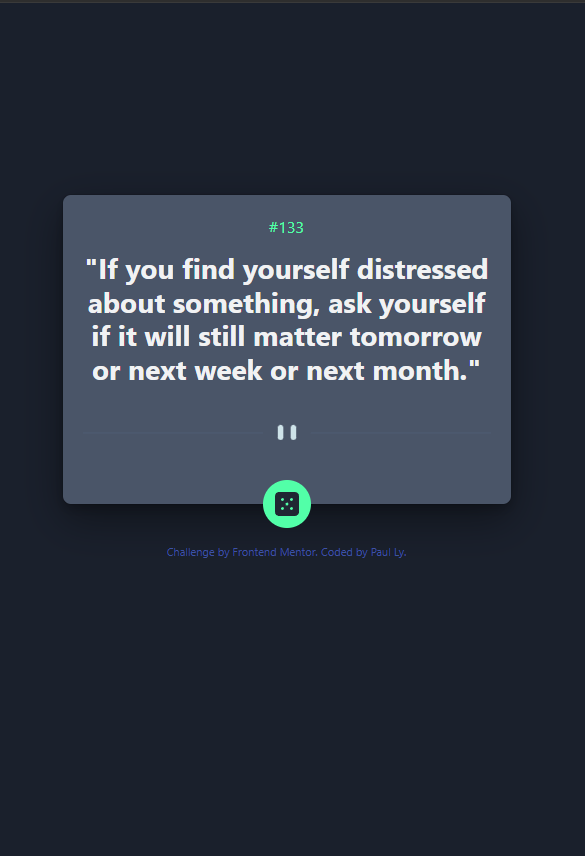 #133
"If you find yourself distressed
about something, ask yourself
if it will still matter tomorrow
or next week or next month."
Challenge by Frontend Mentor. Coded by Paul Ly.